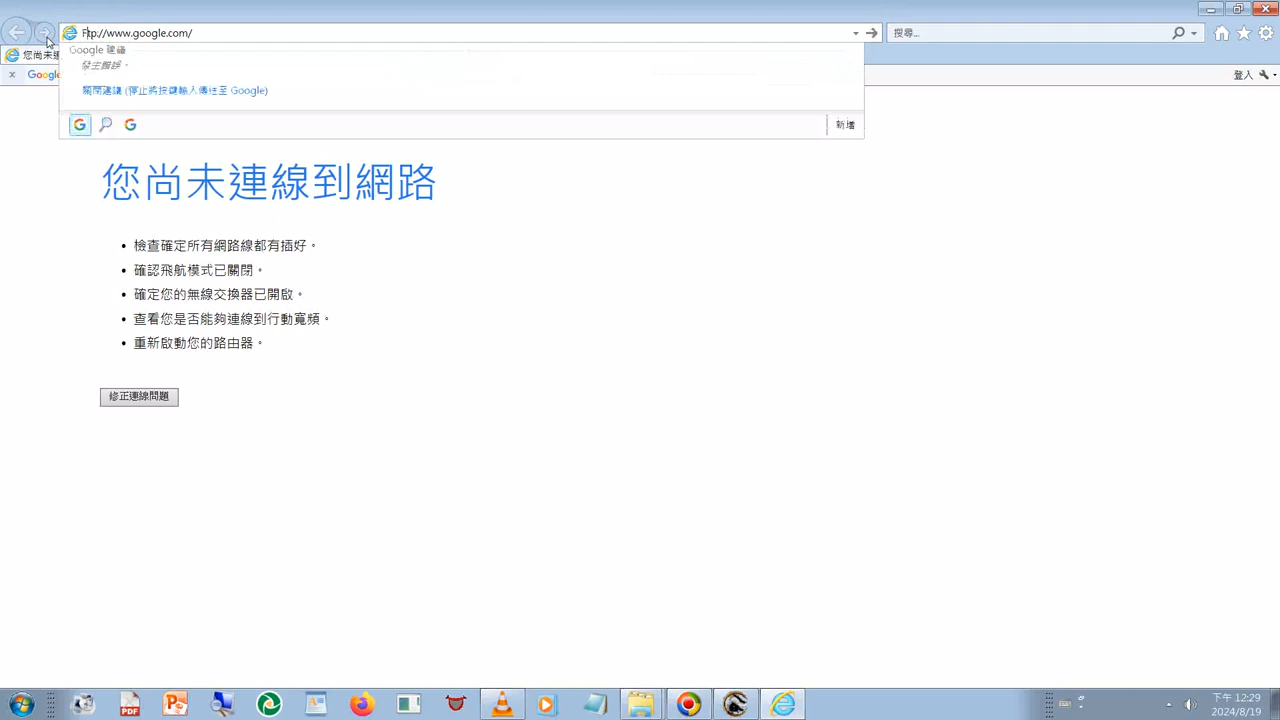 Ftp://www.google.com/
搜尋...
您尚未連
Google 建議
發生錯誤。
Google
登入
關閉建議 (停止將按鍵輸入傳送至 Google)
新增
您尚未連線到網路
• 檢查確定所有網路線都有插好。
• 確認飛航模式已關閉。
• 確定您的無線交換器已開啟。
• 查看您是否能夠連線到行動寬頻。
• 重新啟動您的路由器。
修正連線問題
PDF
下午 12:29
2024/8/19